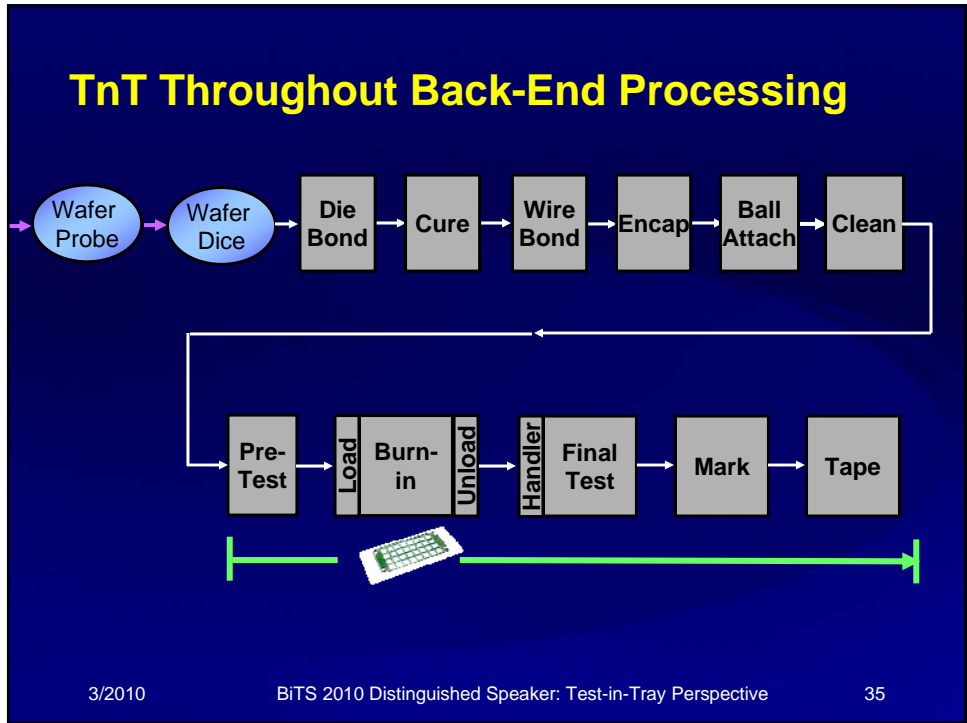 TnT Throughout Back-End Processing
Wafer
Probe
Wafer
Dice
Die
Bond
Cure
Wire
Bond
Encap
Ball
Attach
Clean
Pre-
Test
Load
Burn-
in
Unload
Handler
Final
Test
Mark
Tape
3/2010 BiTS 2010 Distinguished Speaker: Test-in-Tray Perspective 35